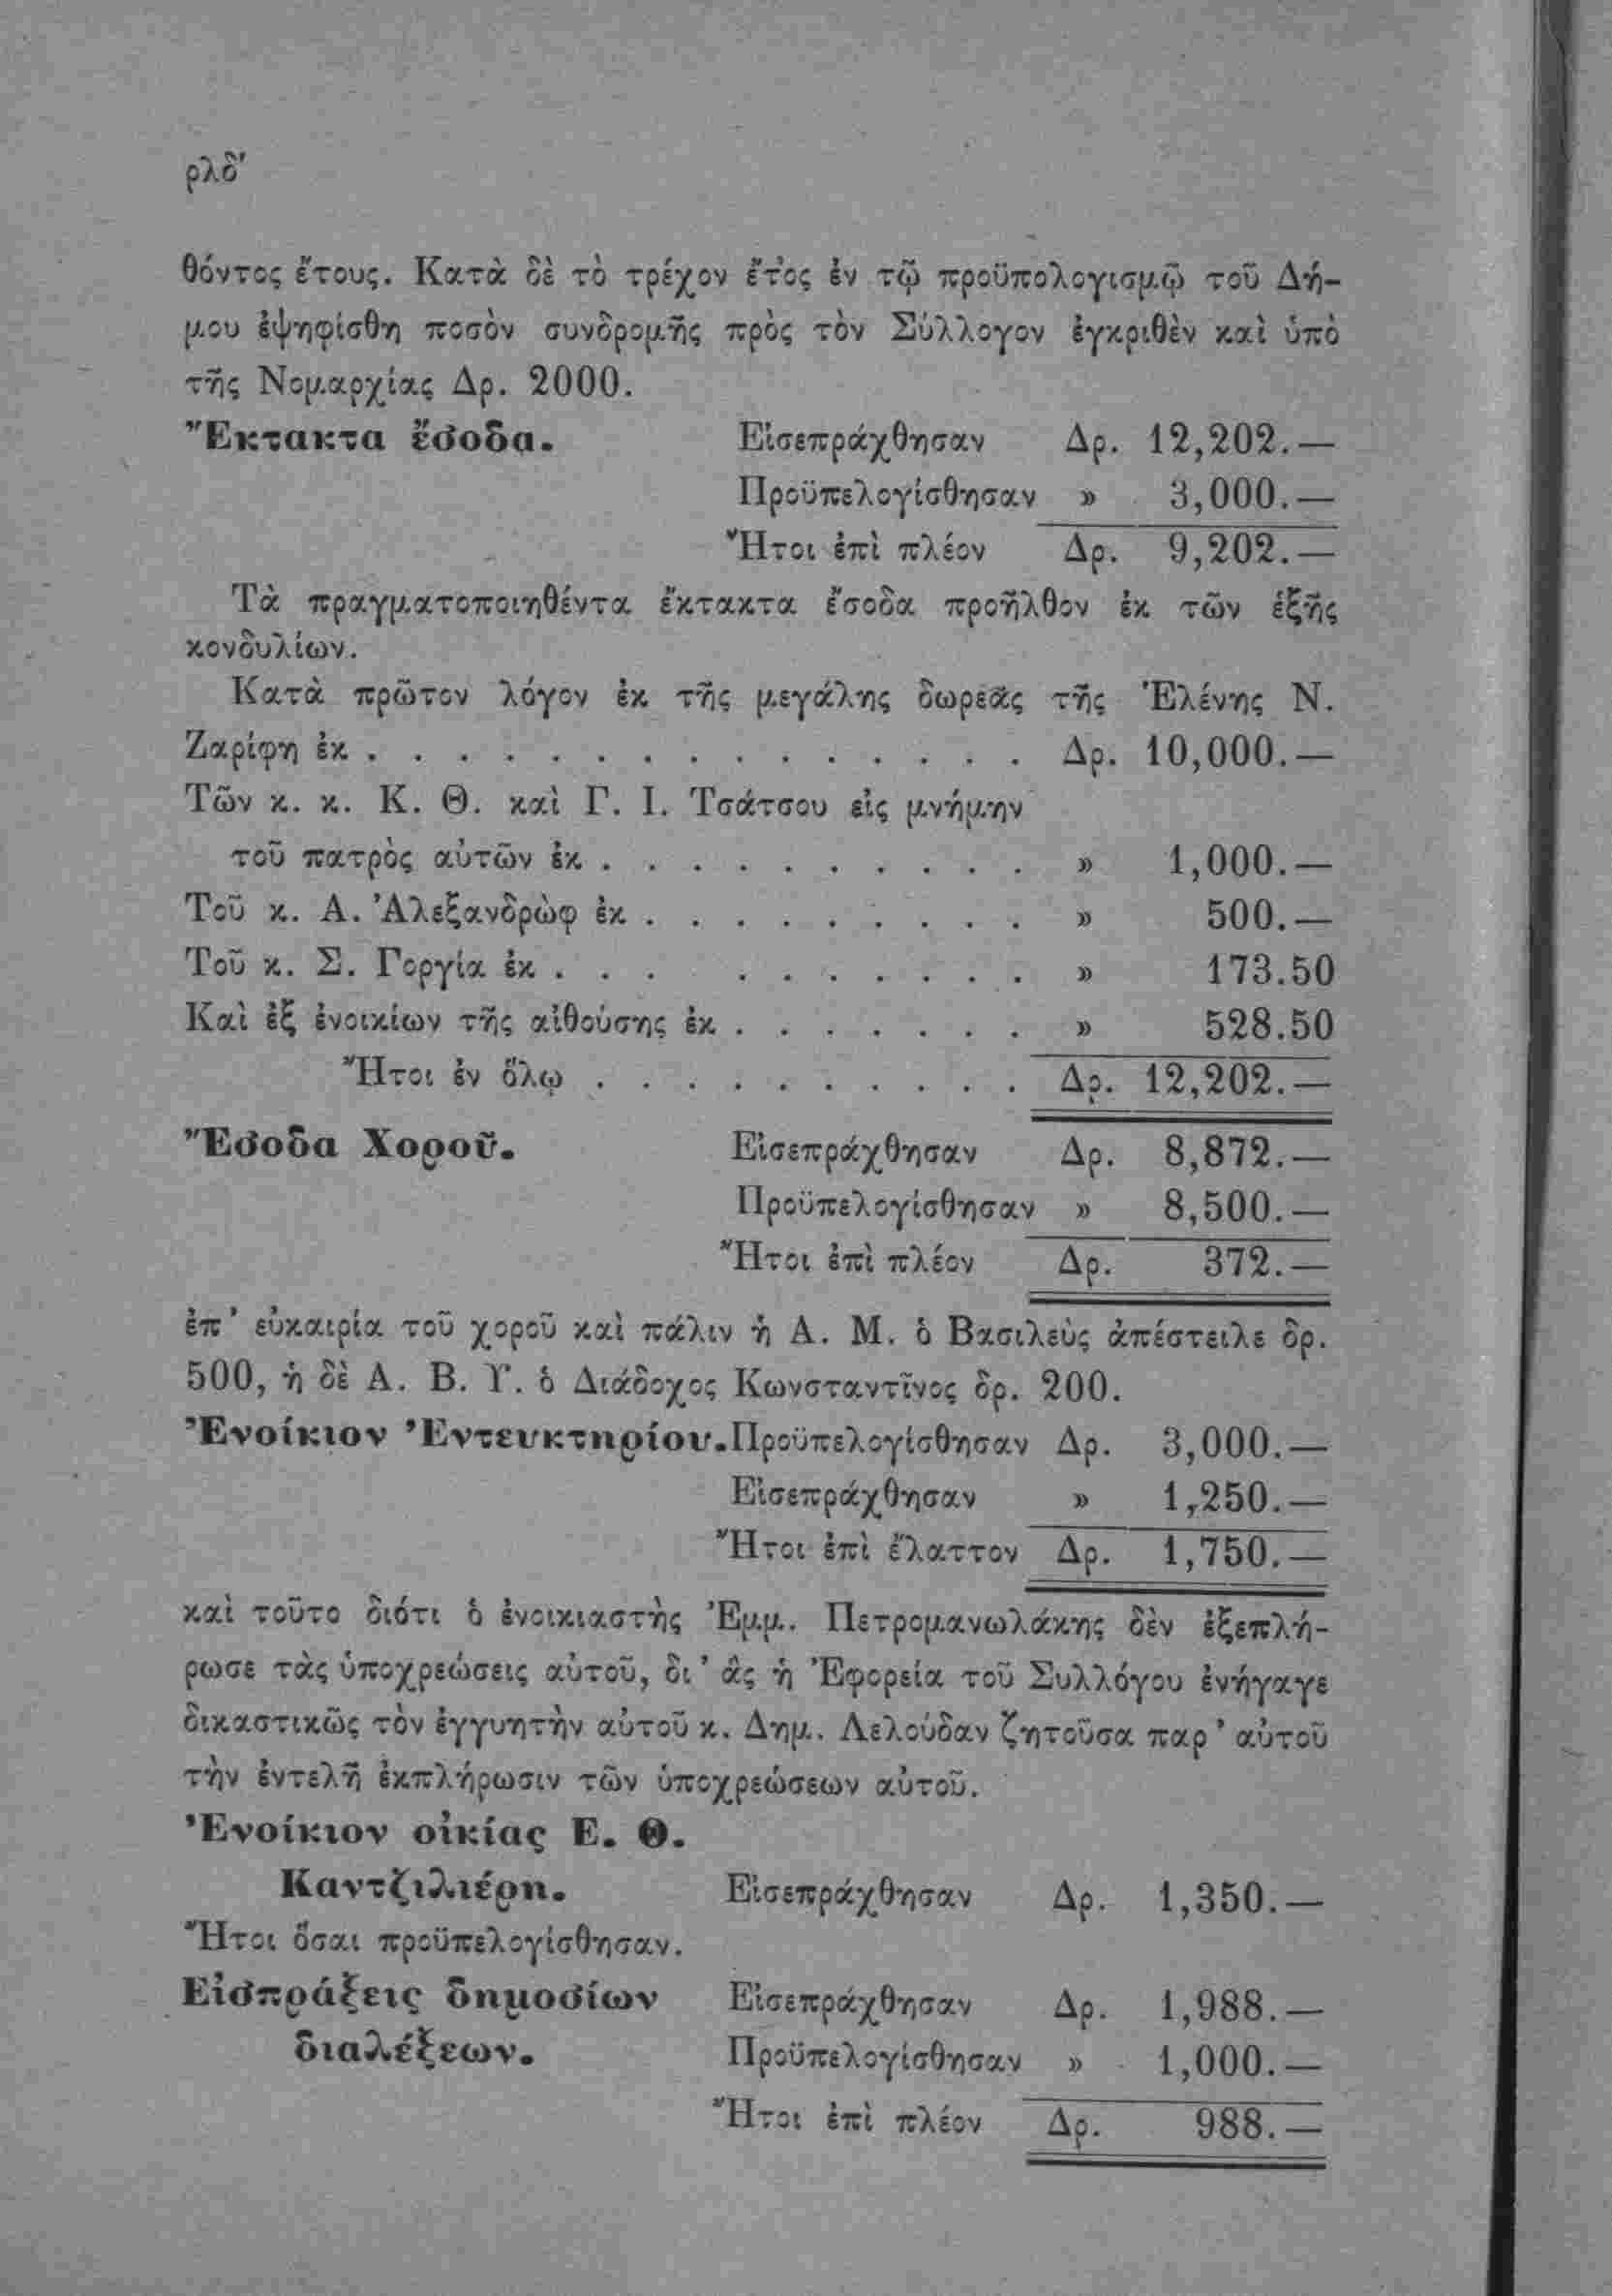 ρλδʹ
θόντος ἔτους. Κατὰ δὲ τὸ τρέχον ἔτος ἐν τῷ προϋπολογισμῷ τοῦ Δή-
μου ἐψηφίσθη ποσὸν συνδρομῆς πρὸς τὸν Σύλλογον ἐγκριθὲν καὶ ὑπὸ
τῆς Νομαρχίας Δρ. 2000.
Ἔκτακτα ἔσοδα. Εἰσεπράχθησαν Δρ. 12,202.—
Προϋπελογίσθησαν » 3,000.—
Ἤτοι ἐπὶ πλέον Δρ. 9,202.—
Τὰ πραγματοποιηθέντα ἔκτακτα ἔσοδα προῆλθον ἐκ τῶν ἑξῆς
κονδυλίων.
Κατὰ πρῶτον λόγον ἐκ τῆς μεγάλης δωρεᾶς τῆς Ἑλένης Ν.
Ζαρίφη ἐκ . . . . . . . . . . . . . . . Δρ. 10,000.—
Τῶν κ. κ. Κ. Θ. καὶ Γ. Ι. Τσάτσου εἰς μνήμην
τοῦ πατρὸς αὐτῶν ἐκ . . . . . . . . . . » 1,000.—
Τοῦ κ. Α. Ἀλεξανδρὼφ ἐκ . . . . . . . . . » 500.—
Τοῦ κ. Σ. Γοργία ἐκ . . . . . . . . . . » 173.50
Καὶ ἐξ ἐνοικίων τῆς αἰθούσης ἐκ . . . . . . . » 528.50
Ἤτοι ἐν ὅλῳ . . . . . . . . . . Δρ. 12,202.—
Ἔσοδα Χοροῦ. Εἰσεπράχθησαν Δρ. 8,872.—
Προϋπελογίσθησαν » 8,500.—
Ἤτοι ἐπὶ πλέον Δρ. 372.—
ἐπ' εὐκαιρία τοῦ χοροῦ καὶ πάλιν ἡ Α. Μ. ὁ Βασιλεὺς ἀπέστειλε δρ.
500, ἡ δὲ Α. Β. Υ. ὁ Διάδοχος Κωνσταντῖνος δρ. 200.
Ἐνοίκιον Ἐντευκτηρίου. Προϋπελογίσθησαν Δρ. 3,000.—
Εἰσεπράχθησαν » 1,250.—
Ἤτοι ἐπὶ ἔλαττον Δρ. 1,750.—
καὶ τοῦτο διότι ὁ ἐνοικιαστὴς Ἐμμ. Πετρομανωλάκης δὲν ἐξεπλή-
ρωσε τὰς ὑποχρεώσεις αὐτοῦ, δι' ἃς ἡ Ἐφορεία τοῦ Συλλόγου ἐνήγαγε
δικαστικῶς τὸν ἐγγυητὴν αὐτοῦ κ. Δημ. Λελούδαν ζητοῦσα παρ' αὐτοῦ
τὴν ἐντελῆ ἐκπλήρωσιν τῶν ὑποχρεώσεων αὐτοῦ.
Ἐνοίκιον οἰκίας Ε. Θ.
Καντζιλιέρη. Εἰσεπράχθησαν Δρ. 1,350.—
Ἤτοι ὅσαι προϋπελογίσθησαν.
Εἰσπράξεις δημοσίων Εἰσεπράχθησαν Δρ. 1,988.—
διαλέξεων. Προϋπελογίσθησαν » 1,000.—
Ἤτοι ἐπὶ πλέον Δρ. 988.—